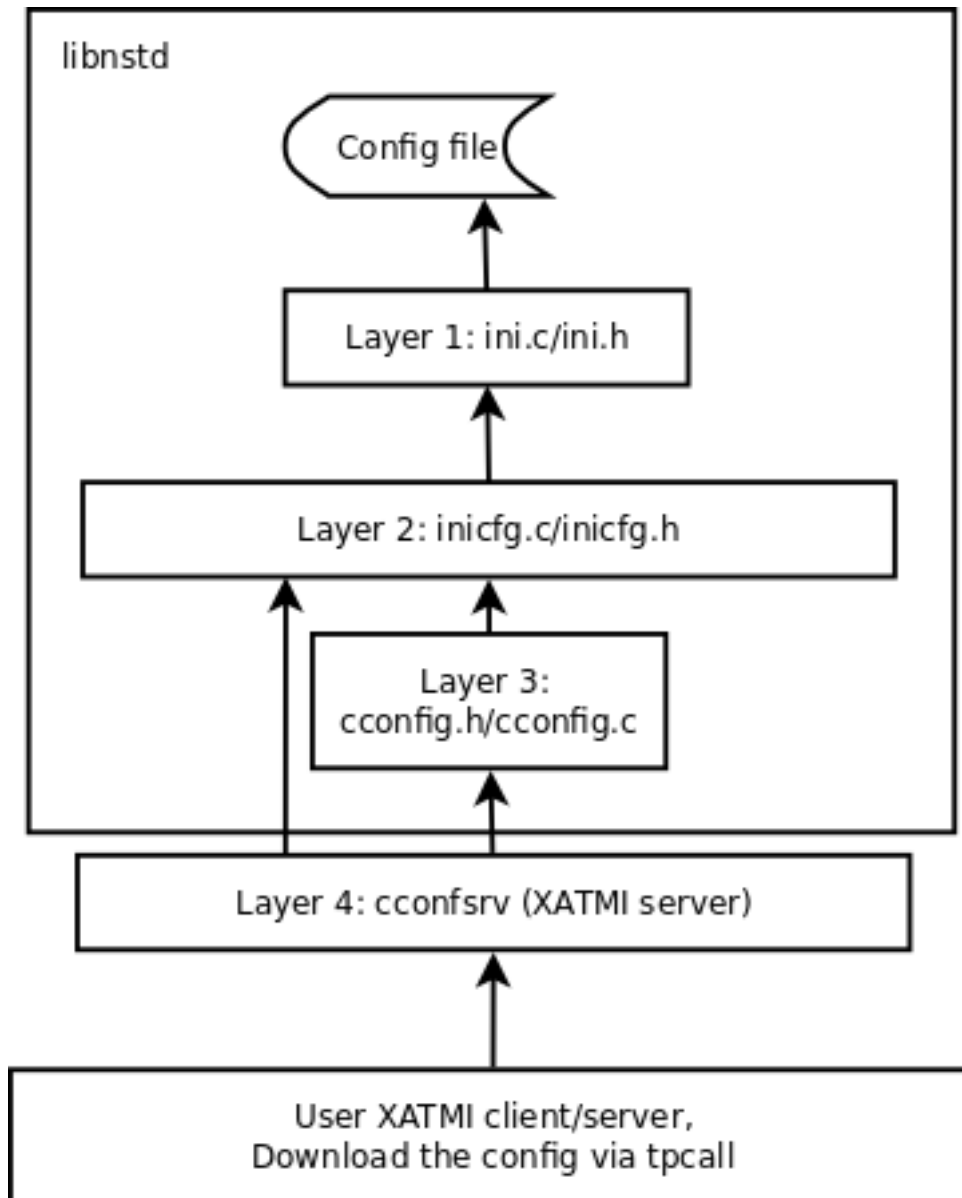 libnstd
Config file
Layer 1: ini.c/ini.h
Layer 2: inicfg.c/inicfg.h
Layer 3:
cconfig.h/cconfig.c
Layer 4: cconfsrv (XATMI server)
User XATMI client/server,
Download the config via tpcall